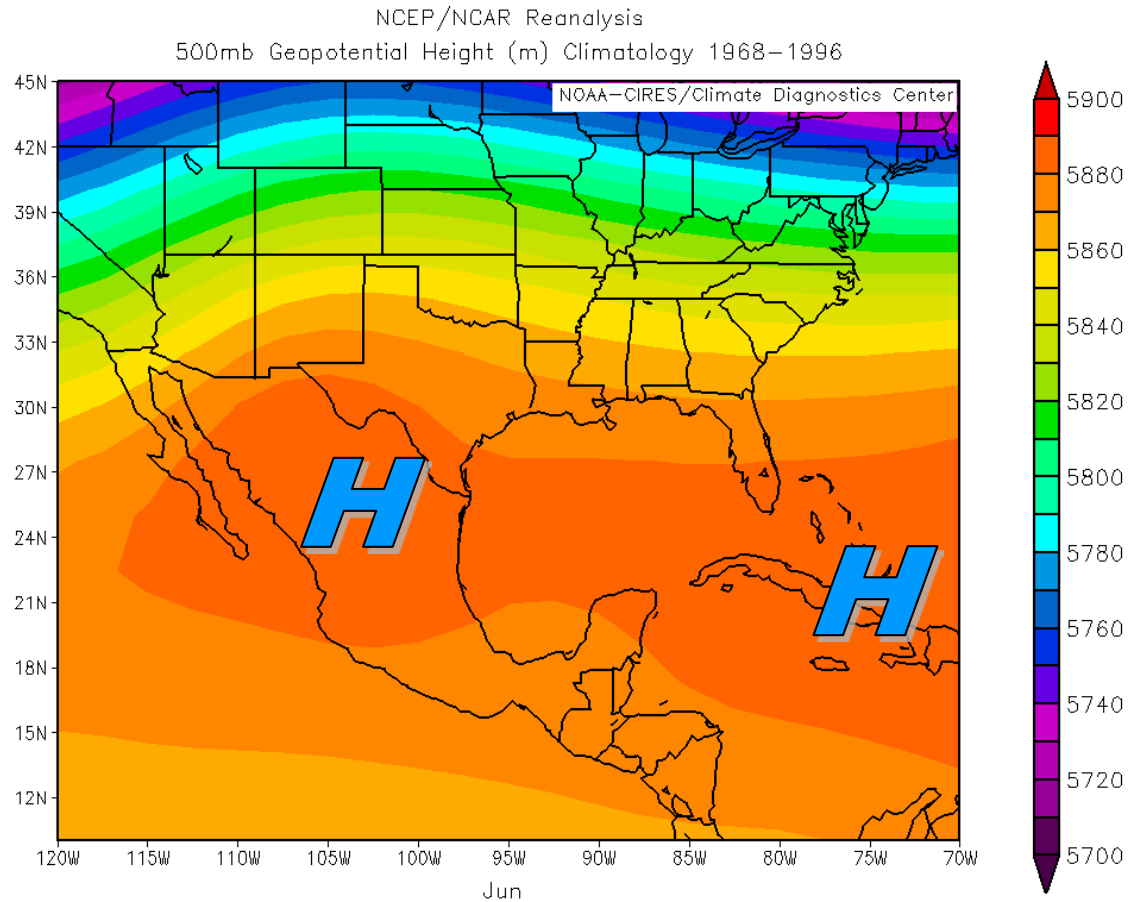 NCEP/NCAR Reanalysis
500mb Geopotential Height (m) Climatology 1968-1996
NOAA-CIRES/Climate Diagnostics Center
45N
42N
39N
36N
33N
30N
27N
24N
21N
18N
15N
12N
H
H
120W 115W 110W 105W 100W 95W 90W 85W 80W 75W 70W
Jun
5900
5880
5860
5840
5820
5800
5780
5760
5740
5720
5700